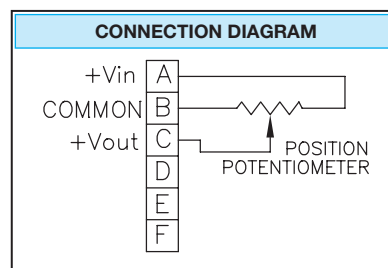 CONNECTION DIAGRAM
+Vin A
COMMON B
+Vout C
POSITION
POTENTIOMETER
D
E
F